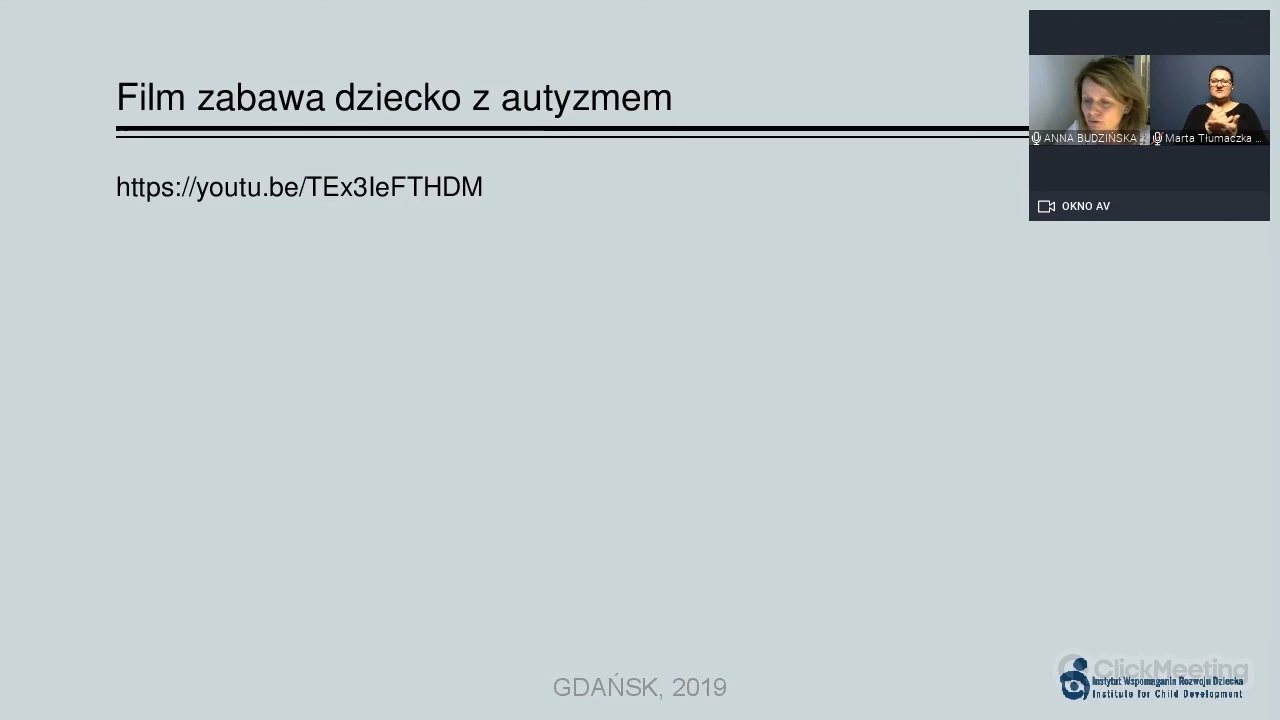 Film zabawa dziecko z autyzmem
https://youtu.be/TEx3IeFTHDM
ANNA BUDZIŃSKA
Marta Tłumaczka ...
OKNO AV
GDAŃSK, 2019
ClickMeeting
Instytut Wspomagania Rozwoju Dziecka
Institute for Child Development